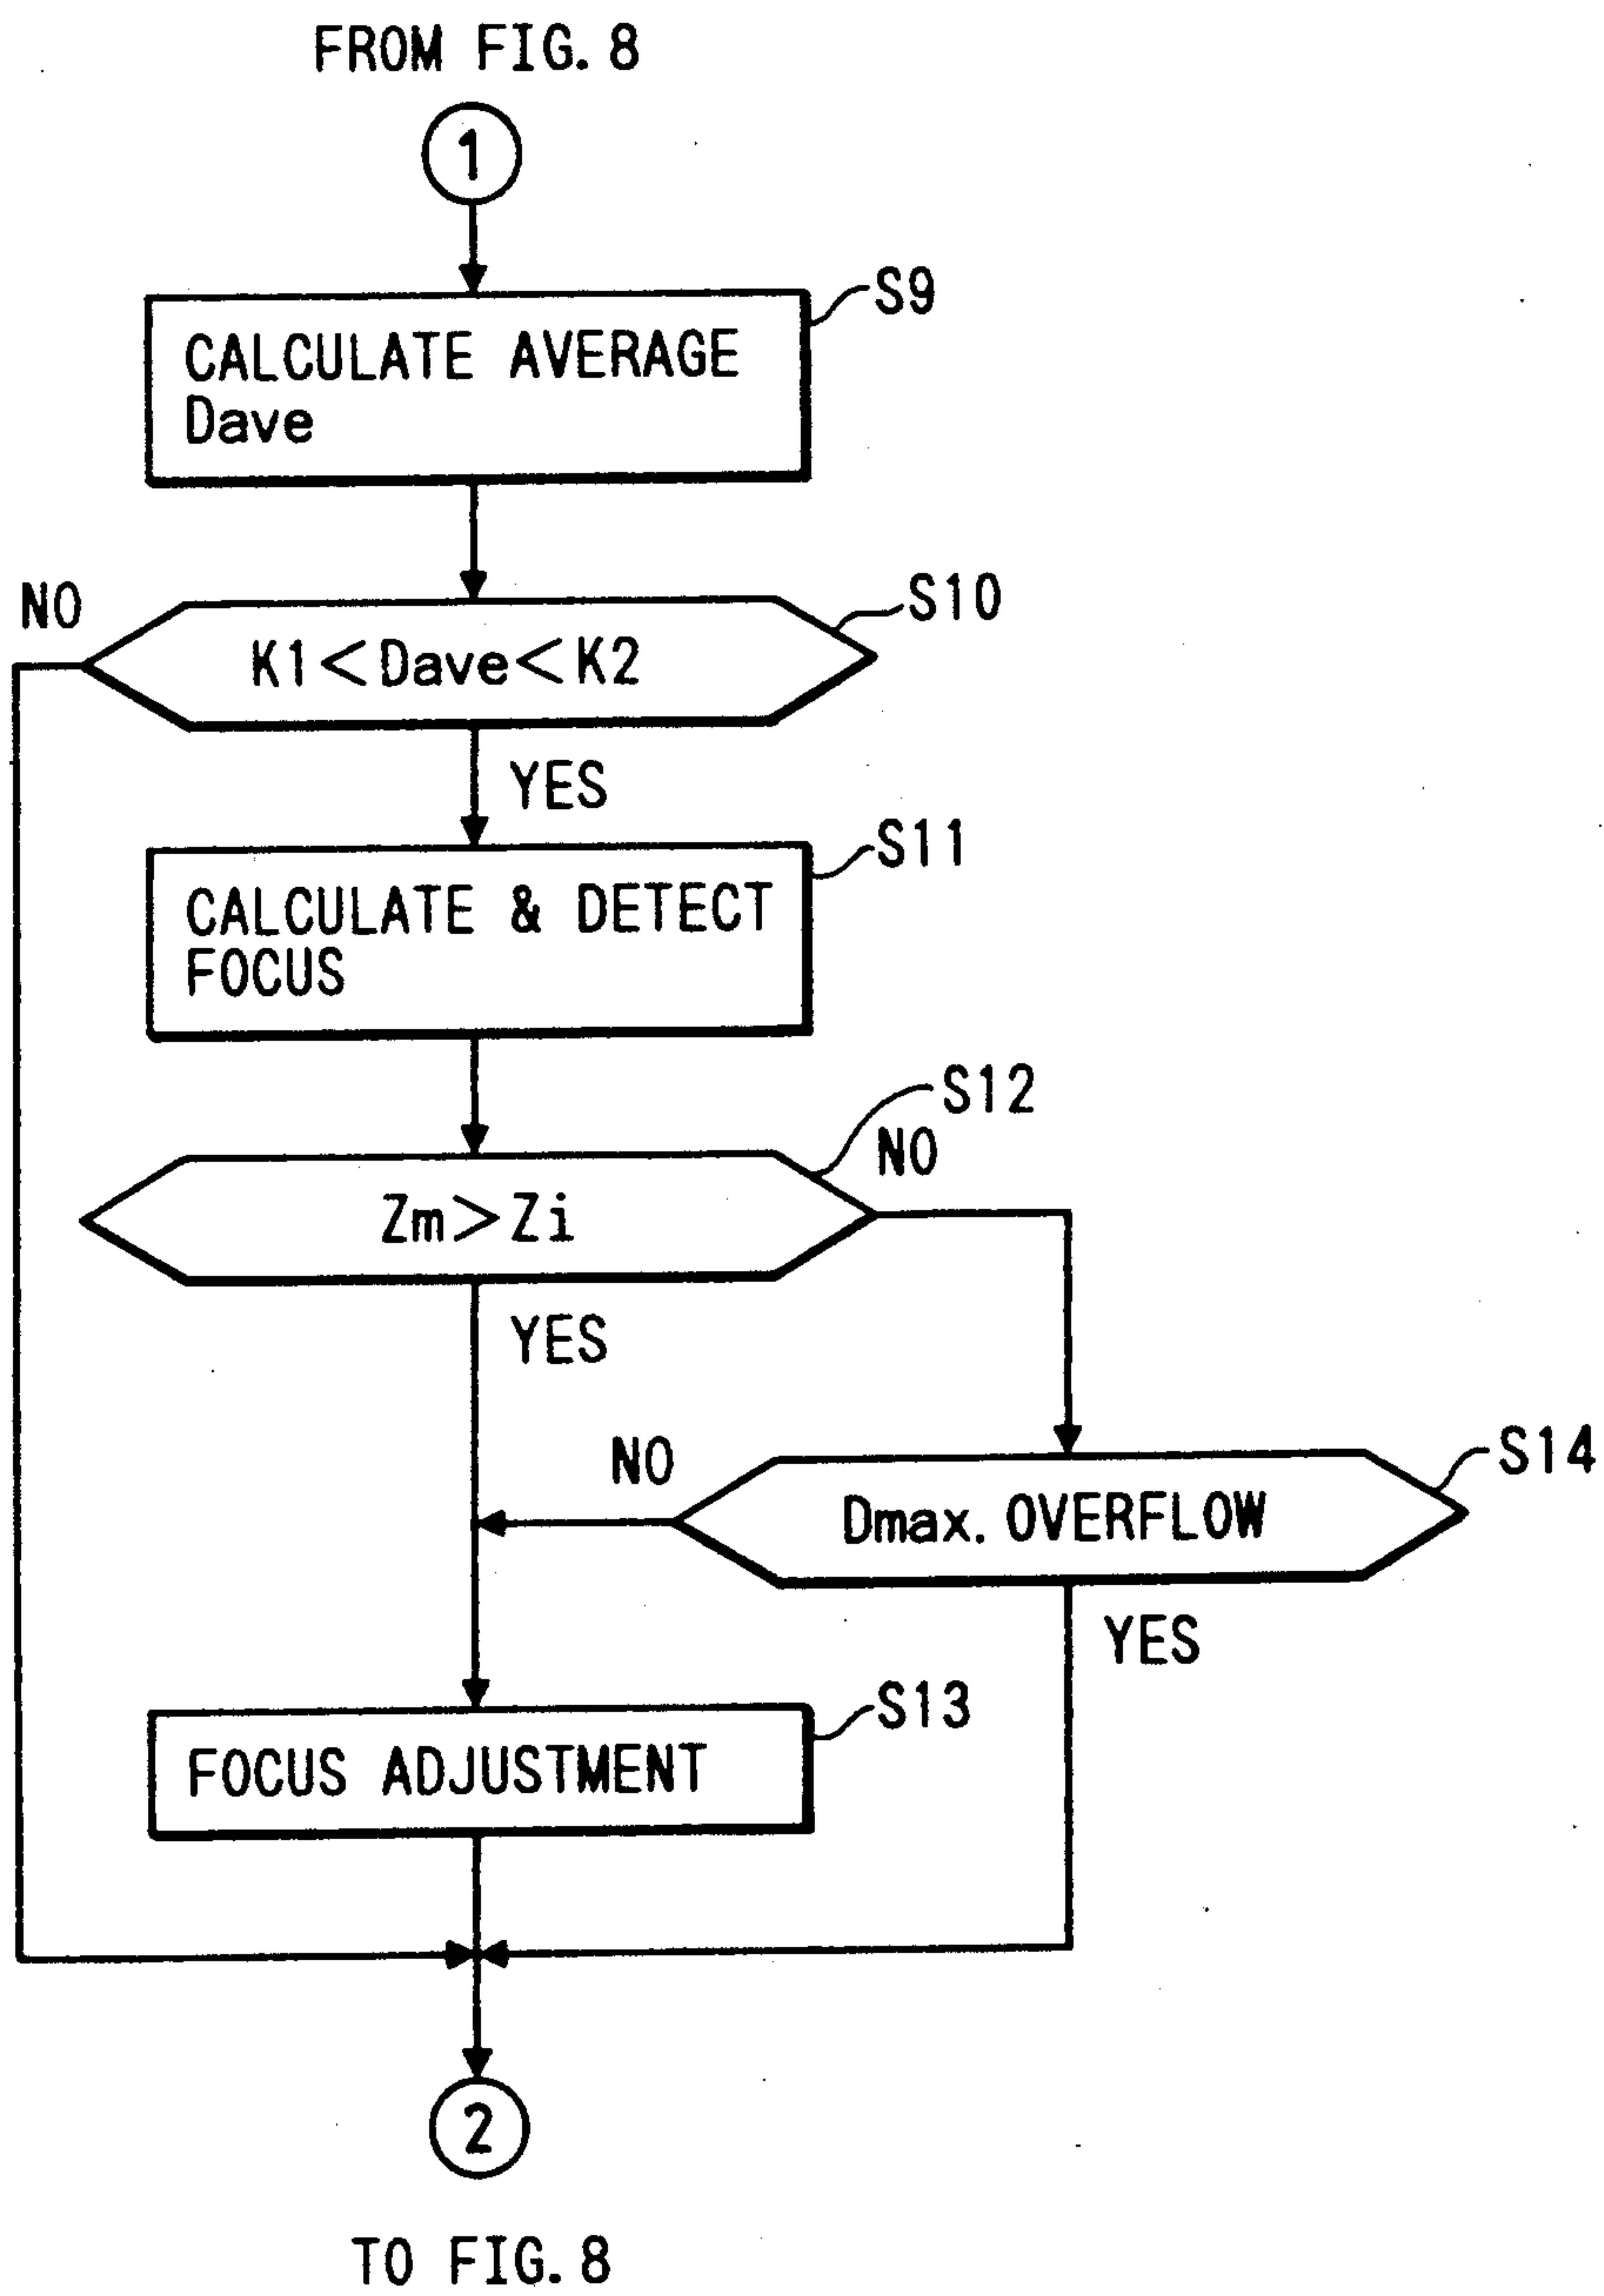 FROM FIG. 8
1
S9
CALCULATE AVERAGE
Dave
NO
S10
K1<Dave<K2
YES
S11
CALCULATE & DETECT
FOCUS
S12
NO
Zm>Zi
YES
NO
S14
Dmax. OVERFLOW
YES
S13
FOCUS ADJUSTMENT
2
TO FIG. 8